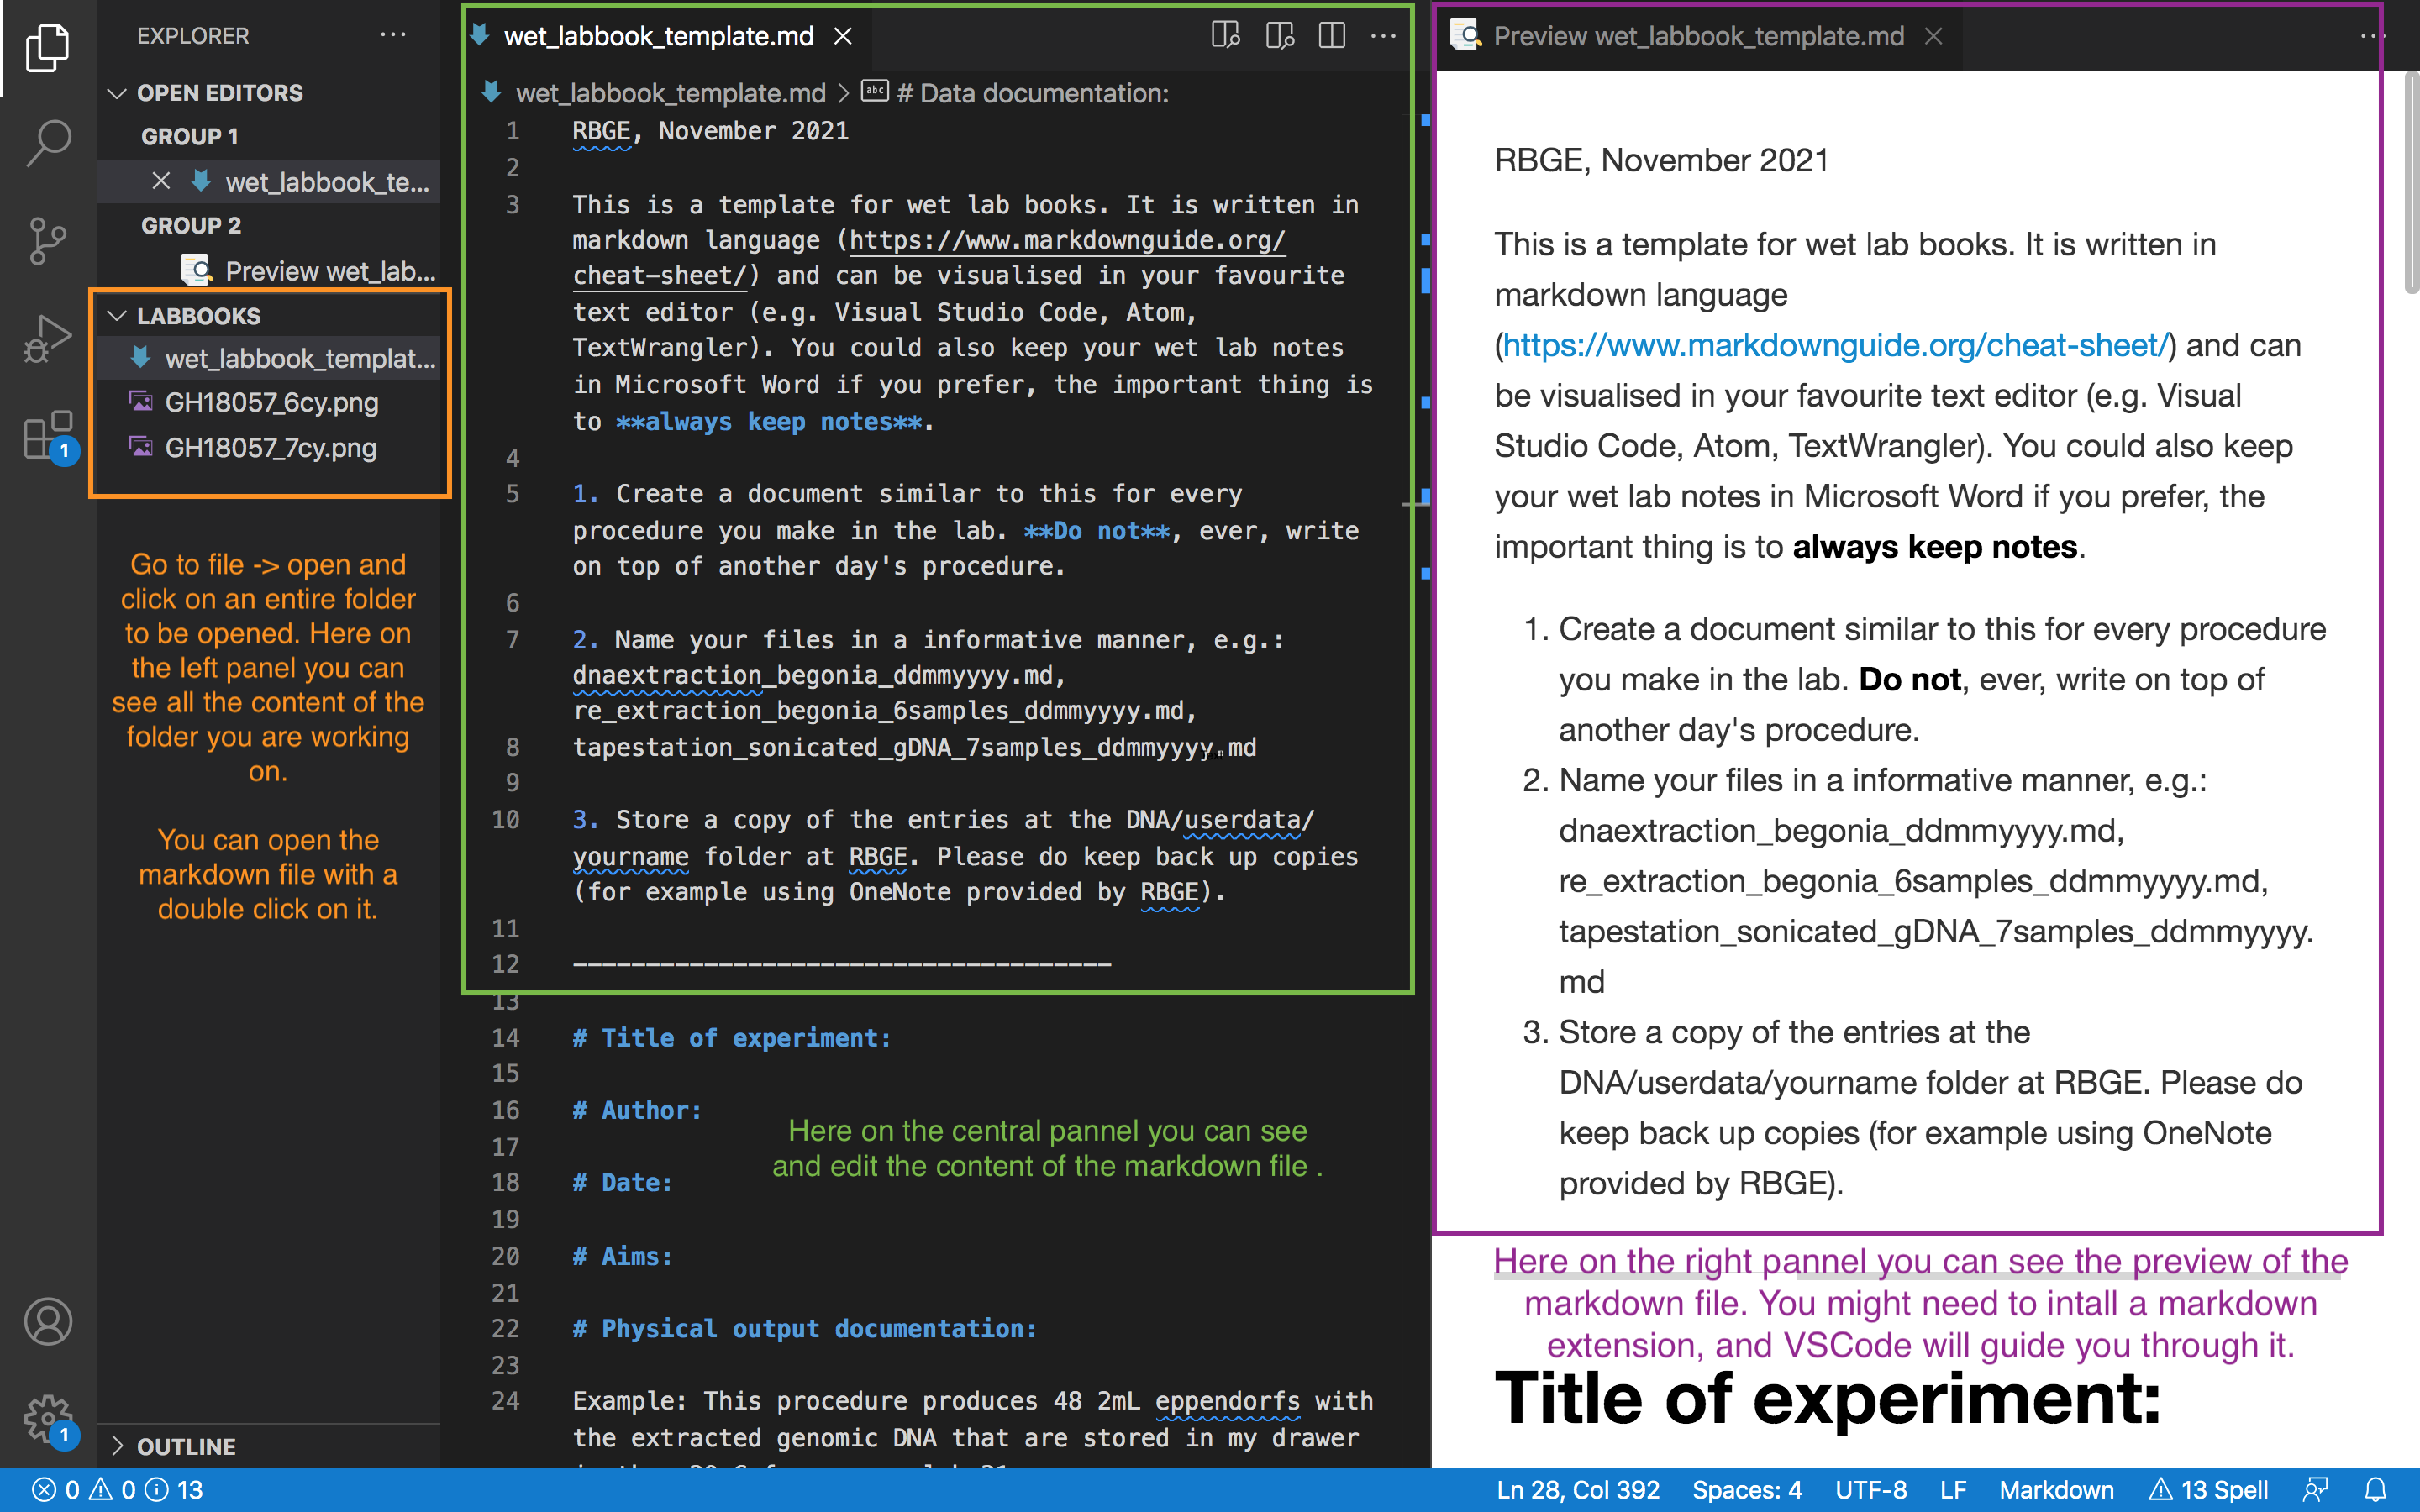 EXPLORER ...
OPEN EDITORS
GROUP 1
wet_labbook_te...
GROUP 2
Preview wet_lab...
LABBOOKS
wet_labbook_templat...
GH18057_6cy.png
GH18057_7cy.png
1
Go to file -> open and
click on an entire folder
to be opened. Here on
the left panel you can
see all the content of the
folder you are working
on.
You can open the
markdown file with a
double click on it.
1
OUTLINE
wet_labbook_template.md
wet_labbook_template.md > abc # Data documentation:
1 RBGE, November 2021
2
3 This is a template for wet lab books. It is written in
markdown language (https://www.markdownguide.org/
cheat-sheet/) and can be visualised in your favourite
text editor (e.g. Visual Studio Code, Atom,
TextWrangler). You could also keep your wet lab notes
in Microsoft Word if you prefer, the important thing is
to **always keep notes**.
4
5 1. Create a document similar to this for every
procedure you make in the lab. **Do not**, ever, write
on top of another day's procedure.
6
7 2. Name your files in a informative manner, e.g.:
dnaextraction_begonia_ddmmyyyy.md,
re_extraction_begonia_6samples_ddmmyyyy.md,
8 tapestation_sonicated_gDNA_7samples_ddmmyyyy.md
9
10 3. Store a copy of the entries at the DNA/userdata/
yourname folder at RBGE. Please do keep back up copies
(for example using OneNote provided by RBGE).
11
12 -------------------------------------
13
14 # Title of experiment:
15
16 # Author:
17
18 # Date:
19
20 # Aims:
21
22 # Physical output documentation:
23
24 Example: This procedure produces 48 2mL eppendorfs with
the extracted genomic DNA that are stored in my drawer
Here on the central pannel you can see
and edit the content of the markdown file .
Preview wet_labbook_template.md
RBGE, November 2021
This is a template for wet lab books. It is written in
markdown language
(https://www.markdownguide.org/cheat-sheet/) and can
be visualised in your favourite text editor (e.g. Visual
Studio Code, Atom, TextWrangler). You could also keep
your wet lab notes in Microsoft Word if you prefer, the
important thing is to always keep notes.
1. Create a document similar to this for every procedure
you make in the lab. Do not, ever, write on top of
another day's procedure.
2. Name your files in a informative manner, e.g.:
dnaextraction_begonia_ddmmyyyy.md,
re_extraction_begonia_6samples_ddmmyyyy.md,
tapestation_sonicated_gDNA_7samples_ddmmyyyy.
md
3. Store a copy of the entries at the
DNA/userdata/yourname folder at RBGE. Please do
keep back up copies (for example using OneNote
provided by RBGE).
Here on the right pannel you can see the preview of the
markdown file. You might need to intall a markdown
extension, and VSCode will guide you through it.
Title of experiment:
0 0 13 Ln 28, Col 392 Spaces: 4 UTF-8 LF Markdown 13 Spell